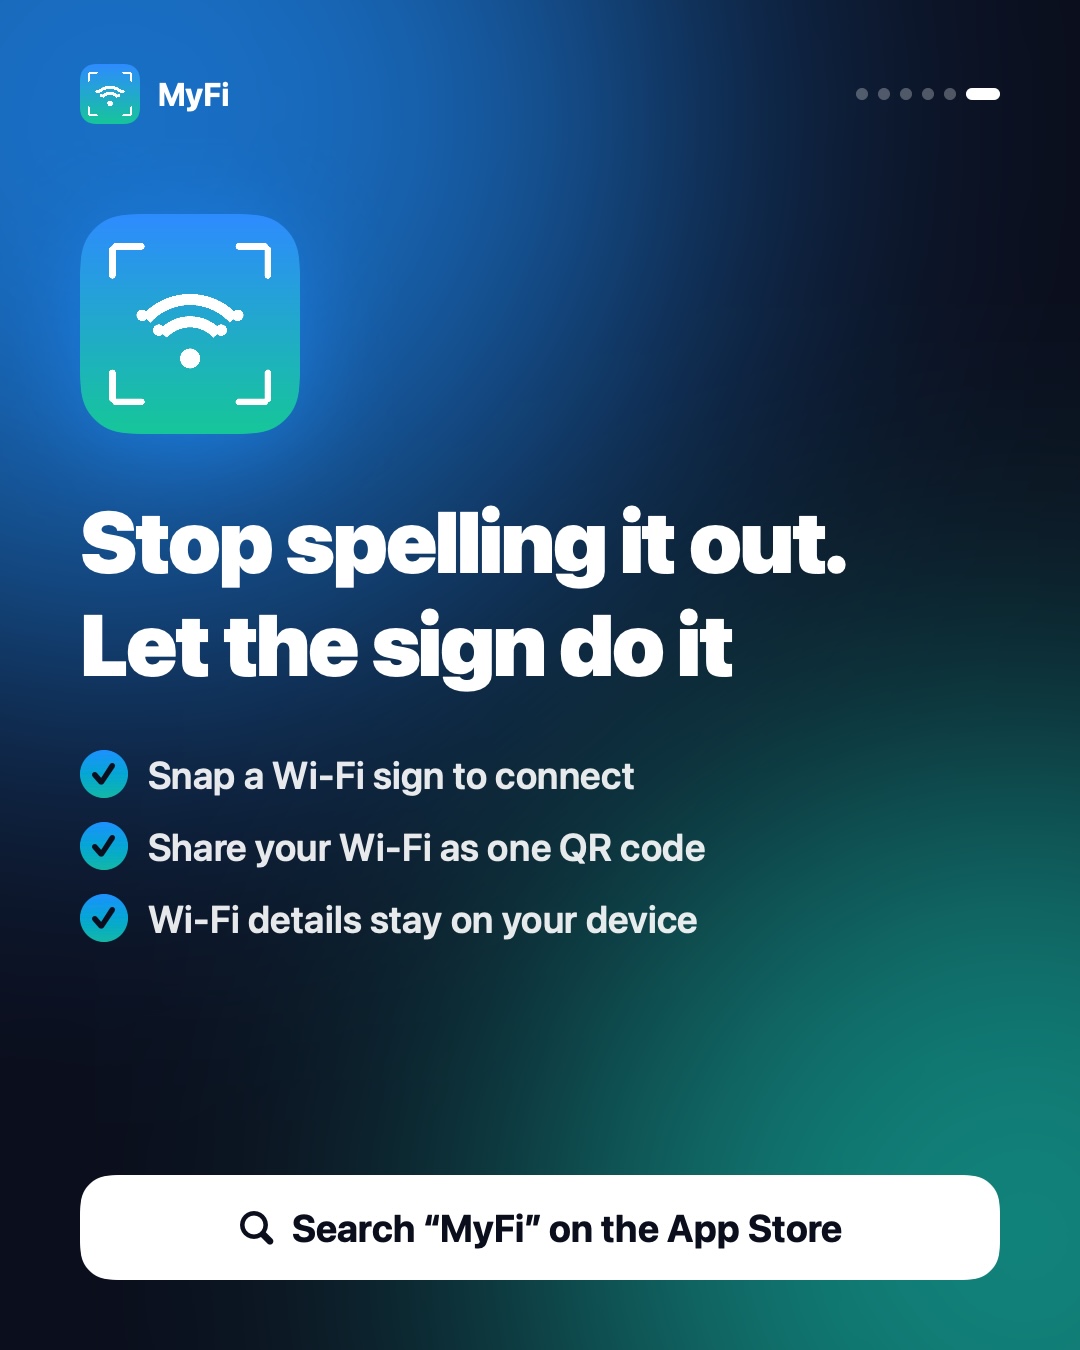 MyFi
Stop spelling it out.
Let the sign do it
Snap a Wi-Fi sign to connect
Share your Wi-Fi as one QR code
Wi-Fi details stay on your device
Search “MyFi” on the App Store